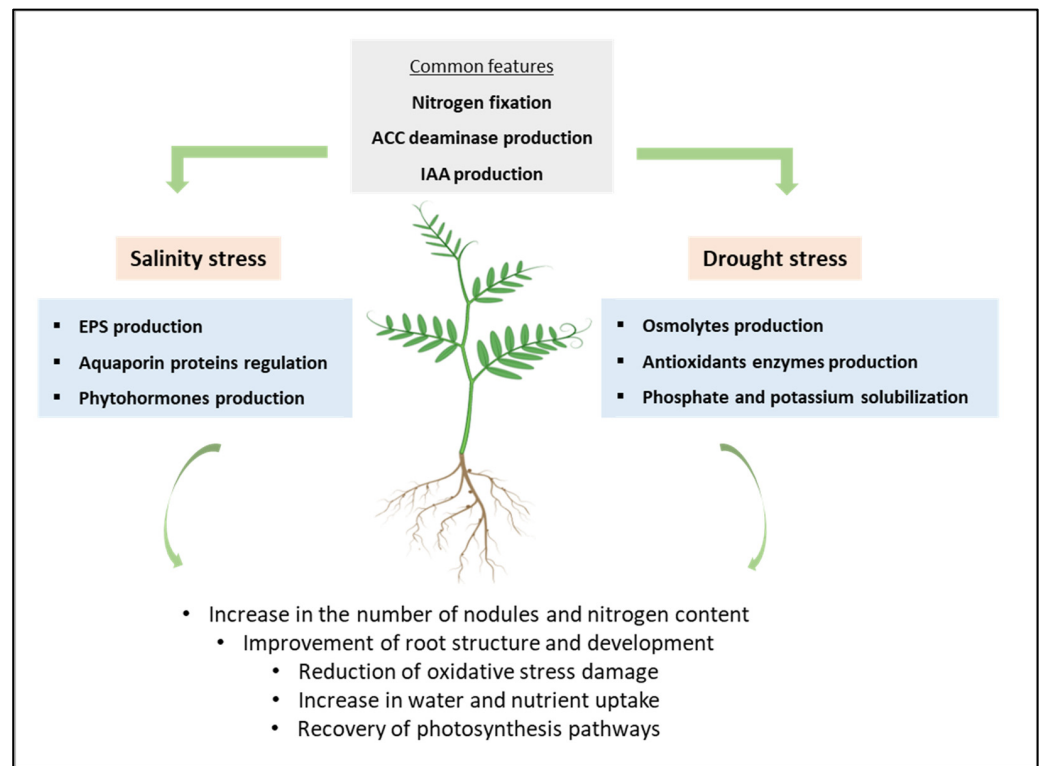 Common features
Nitrogen fixation
ACC deaminase production
IAA production
Salinity stress
▪ EPS production
▪ Aquaporin proteins regulation
▪ Phytohormones production
Drought stress
▪ Osmolytes production
▪ Antioxidants enzymes production
▪ Phosphate and potassium solubilization
• Increase in the number of nodules and nitrogen content
• Improvement of root structure and development
• Reduction of oxidative stress damage
• Increase in water and nutrient uptake
• Recovery of photosynthesis pathways